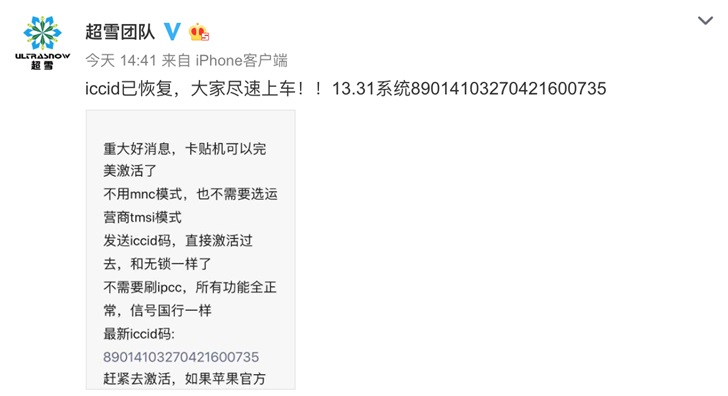 超雪团队
ULTRASNOW
超雪
今天 14:41 来自 iPhone客户端
iccid已恢复，大家尽速上车！！13.31系统89014103270421600735
重大好消息，卡贴机可以完
美激活了
不用mnc模式，也不需要选运
营商tmsi模式
发送iccid码，直接激活过
去，和无锁一样了
不需要刷ipcc，所有功能全正
常，信号国行一样
最新iccid码:
89014103270421600735
赶紧去激活，如果苹果官方